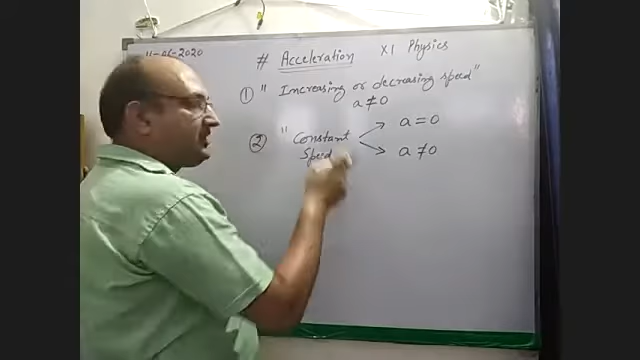 11-06-2020
# Acceleration XI Physics
① " Increasing or decreasing speed"
a ≠ 0
② " Constant Speed
a = 0
a ≠ 0